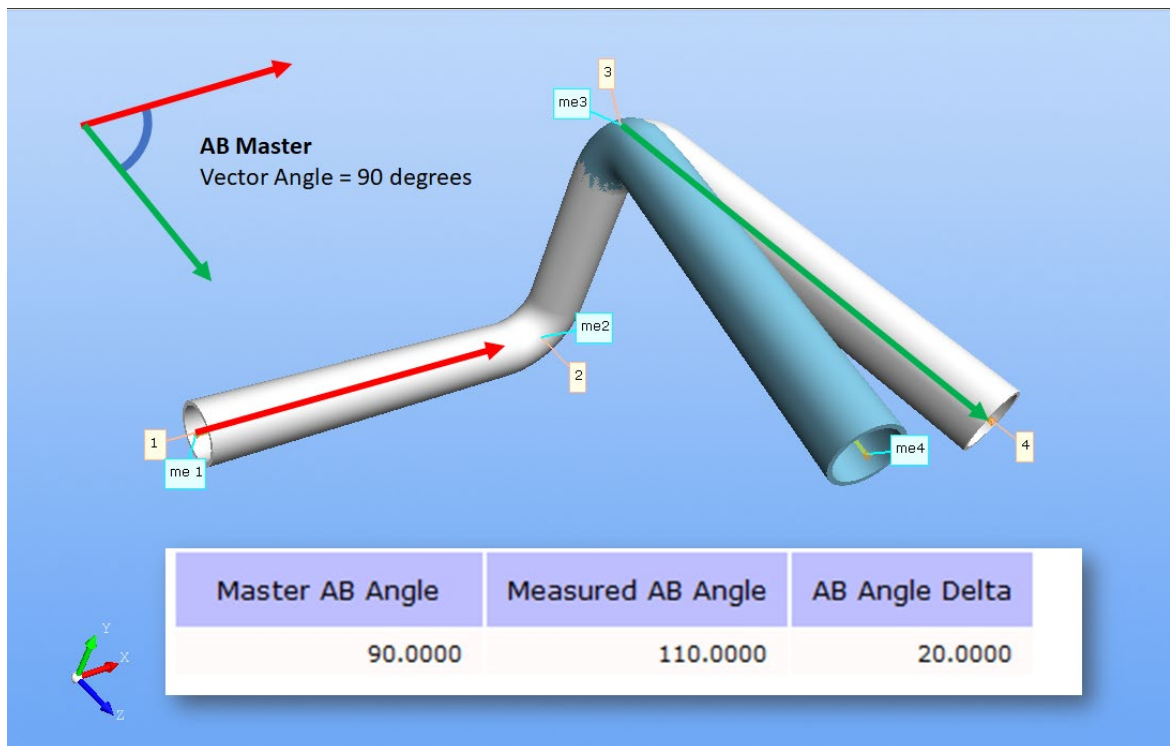 3
me3
AB Master
Vector Angle = 90 degrees
me2
2
1
me 1
4
me4
Master AB Angle Measured AB Angle AB Angle Delta
90.0000 110.0000 20.0000
Y
X
Z